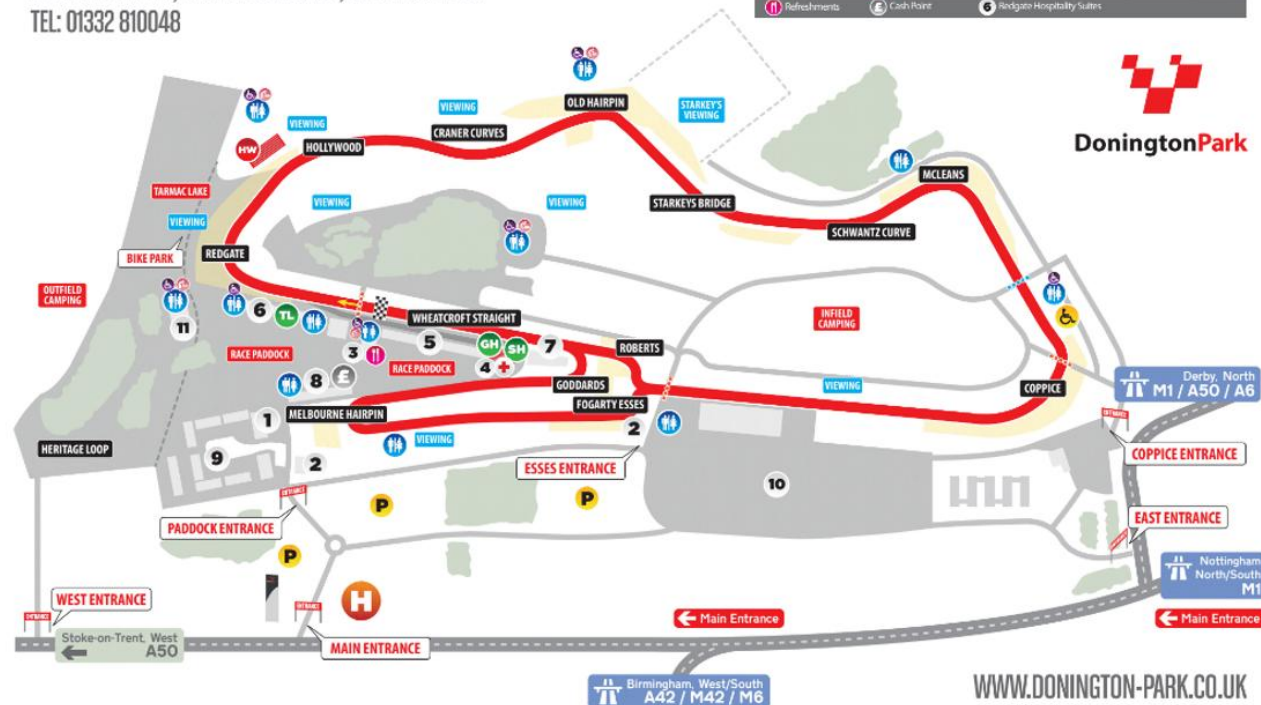 TEL: 01332 810048
Refreshments
£ Cash Point
6 Redgate Hospitality Suites
DoningtonPark
OLD HAIRPIN
VIEWING
STARKEY'S
VIEWING
CRANER CURVES
VIEWING
HOLLYWOOD
HW
MCLEANS
TARMAC LAKE
VIEWING
VIEWING
VIEWING
STARKEYS BRIDGE
SCHWANTZ CURVE
BIKE PARK
REDGATE
OUTFIELD
CAMPING
11
6
TL
WHEATCROFT STRAIGHT
INFIELD
CAMPING
5
GH
SH
7
ROBERTS
RACE PADDOCK
3
RACE PADDOCK
4
8
£
GODDARDS
VIEWING
COPPICE
Derby, North
M1 / A50 / A6
FOGARTY ESSES
MELBOURNE HAIRPIN
1
2
ENTRANCE
HERITAGE LOOP
VIEWING
9
2
ESSES ENTRANCE
COPPICE ENTRANCE
10
ENTRANCE
P
P
PADDOCK ENTRANCE
EAST ENTRANCE
P
Nottingham
North/South
M1
WEST ENTRANCE
H
ENTRANCE
ENTRANCE
Main Entrance
Main Entrance
Stoke-on-Trent, West
A50
MAIN ENTRANCE
Birmingham, West/South
A42 / M42 / M6
WWW.DONINGTON-PARK.CO.UK